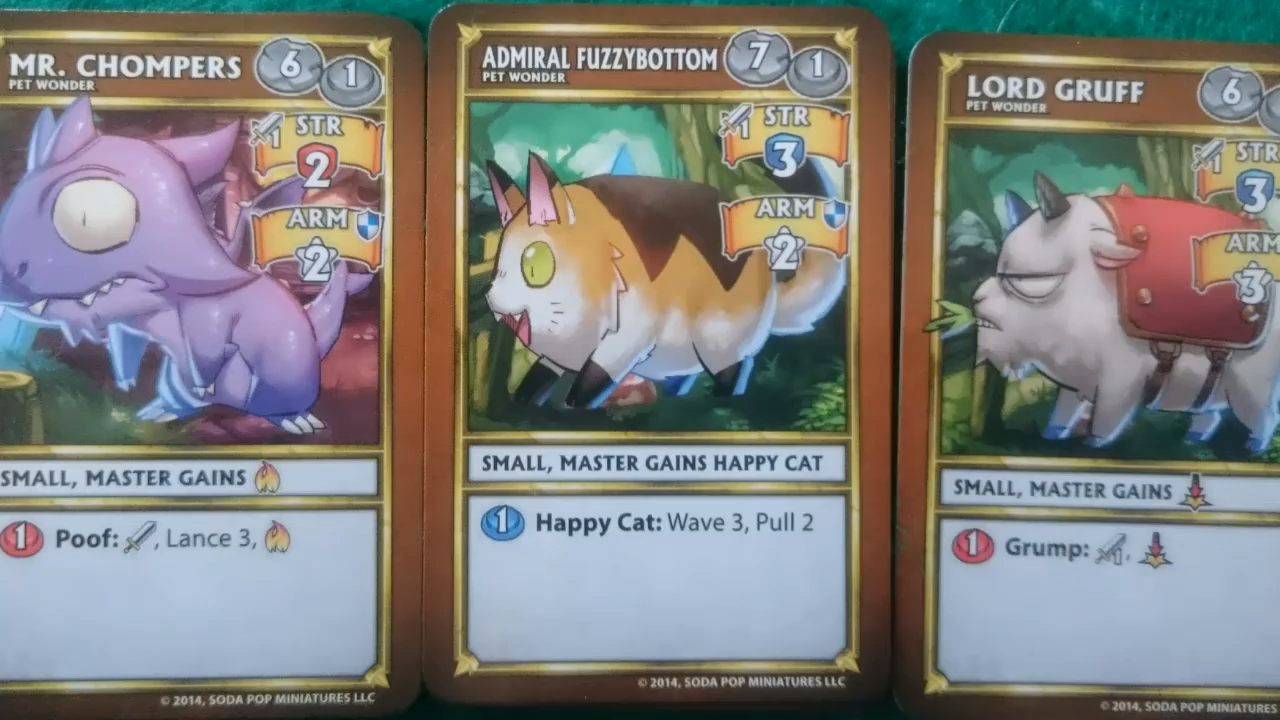 MR. CHOMPERS
PET WONDER
6 1
STR
1
2
ARM
2
SMALL, MASTER GAINS
1 Poof: , Lance 3,
© 2014, SODA POP MINIATURES LLC
ADMIRAL FUZZYBOTTOM
PET WONDER
7 1
STR
1
3
ARM
2
SMALL, MASTER GAINS HAPPY CAT
1 Happy Cat: Wave 3, Pull 2
© 2014, SODA POP MINIATURES LLC
LORD GRUFF
PET WONDER
6
STR
1
3
ARM
3
SMALL, MASTER GAINS
1 Grump: 1,
© 2014, SODA POP MINIATURES